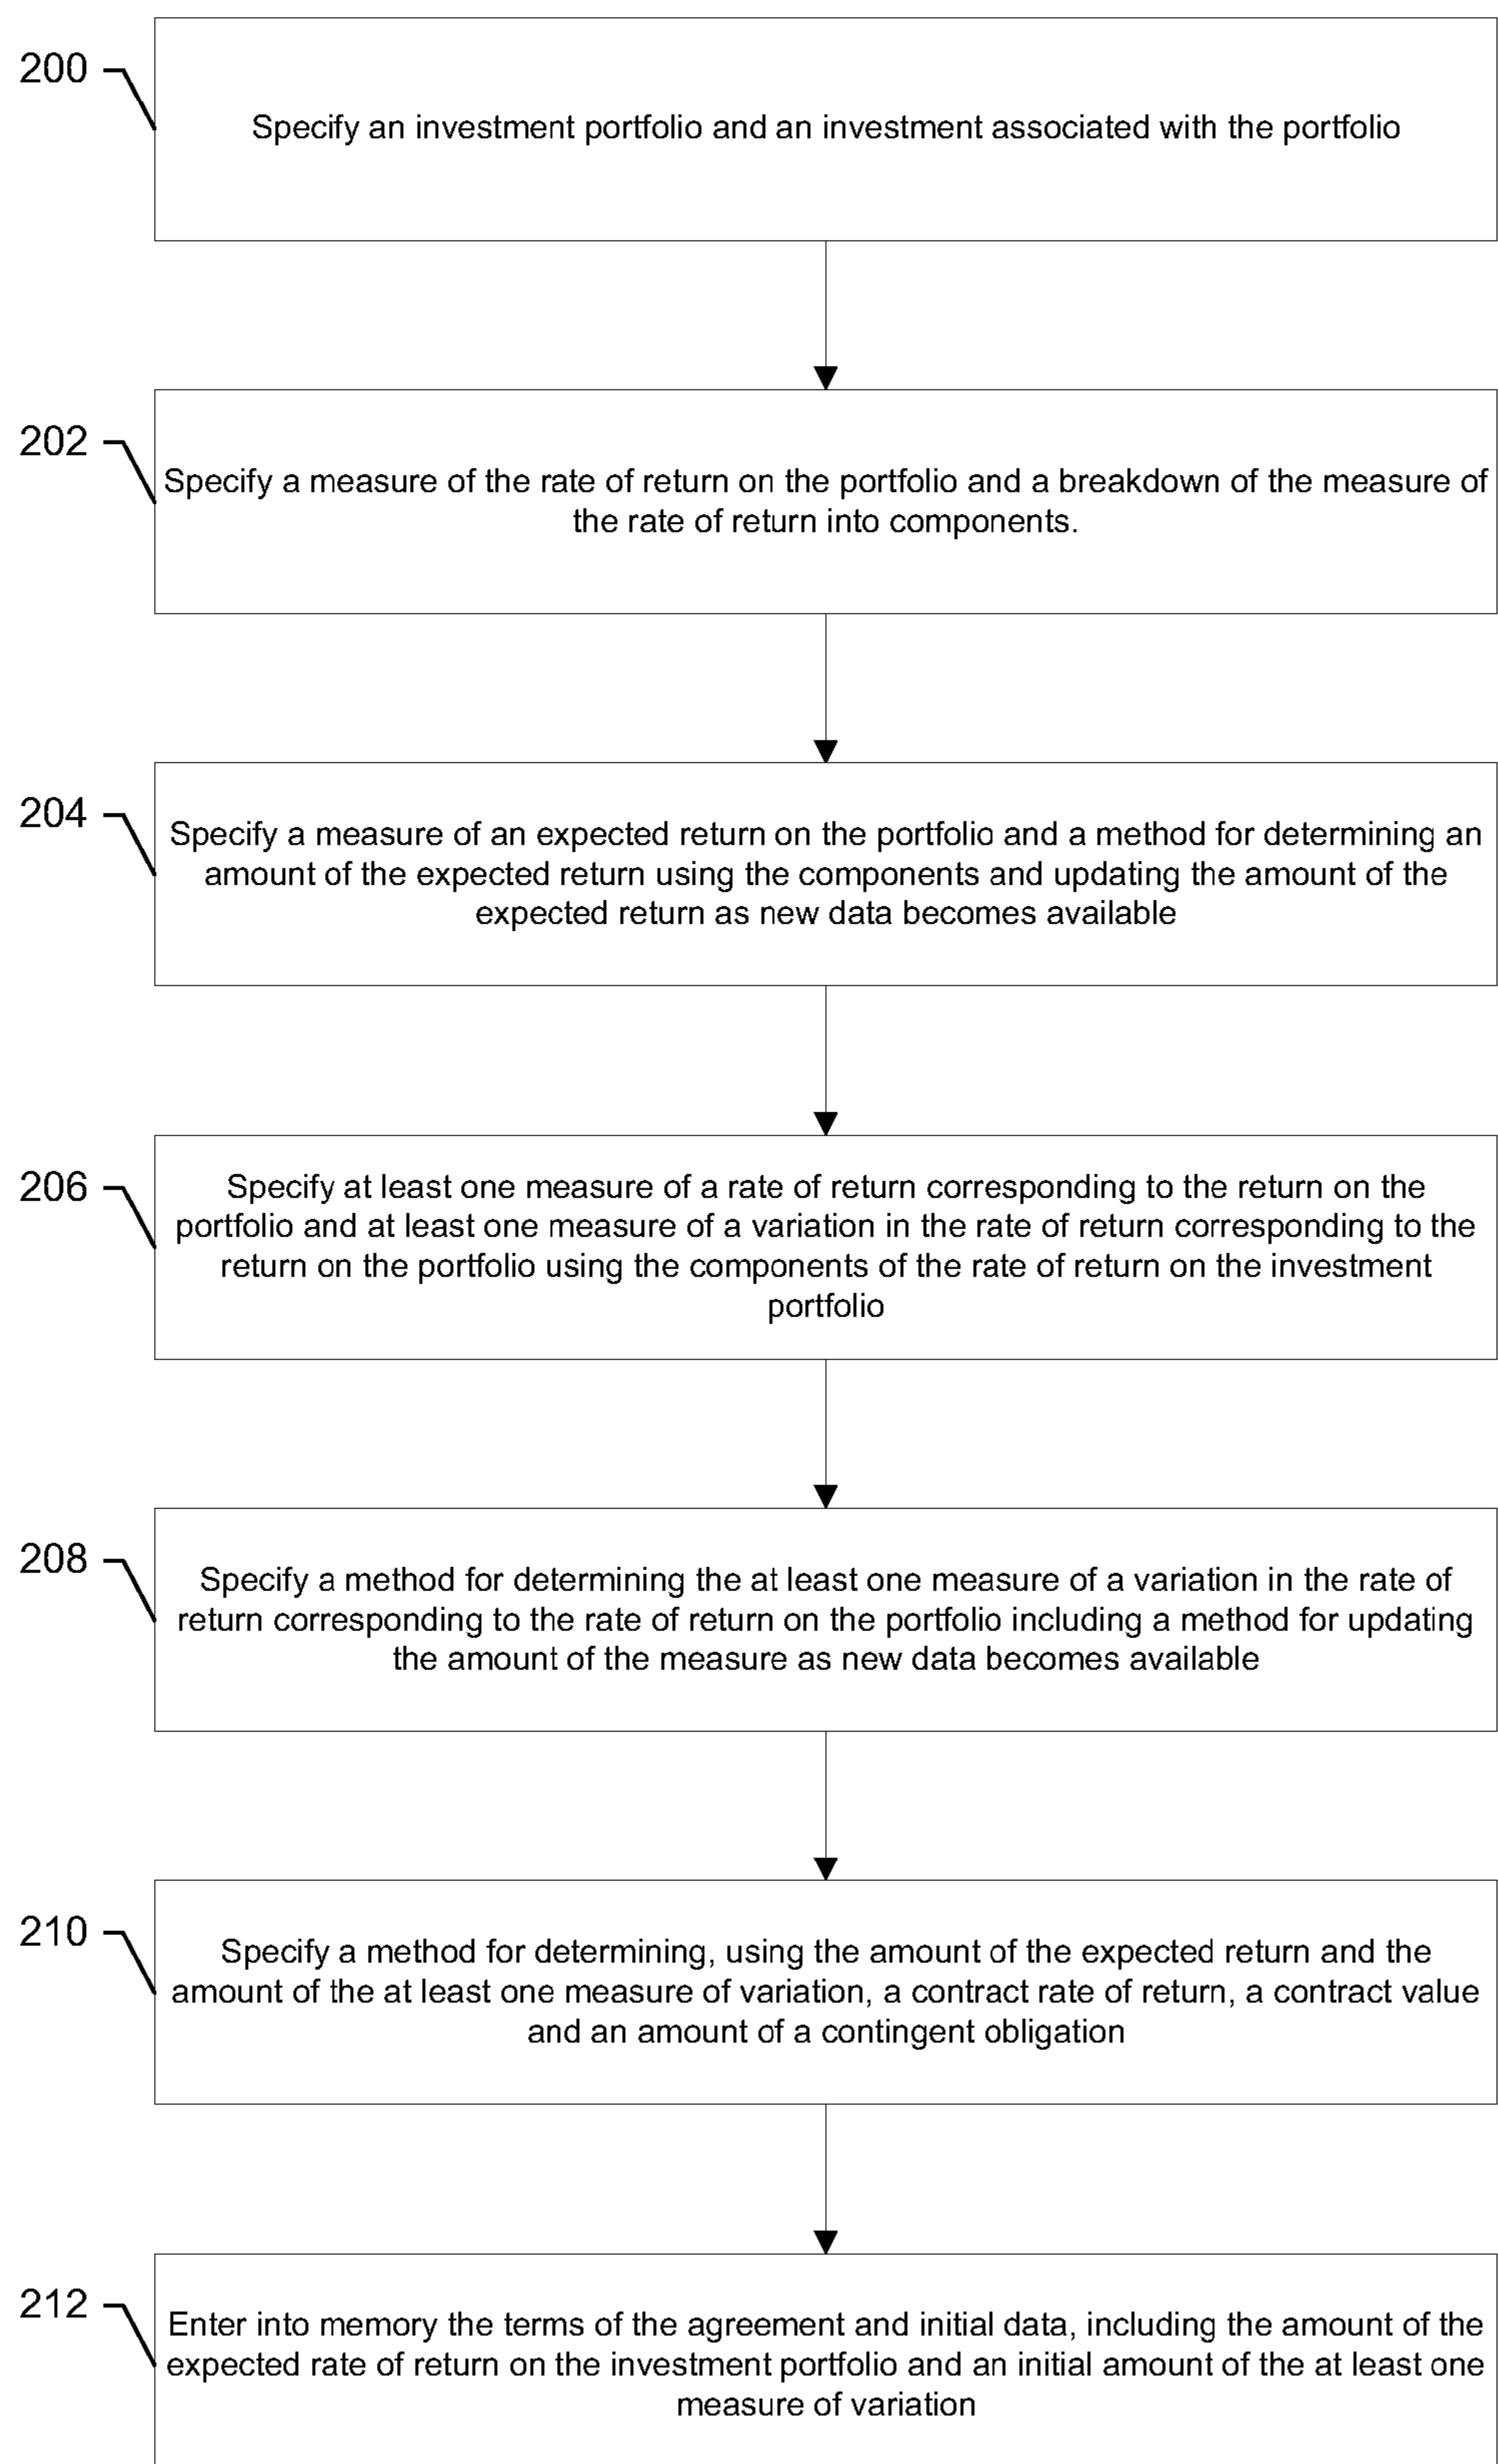 200
Specify an investment portfolio and an investment associated with the portfolio
202
Specify a measure of the rate of return on the portfolio and a breakdown of the measure of
the rate of return into components.
204
Specify a measure of an expected return on the portfolio and a method for determining an
amount of the expected return using the components and updating the amount of the
expected return as new data becomes available
206
Specify at least one measure of a rate of return corresponding to the return on the
portfolio and at least one measure of a variation in the rate of return corresponding to the
return on the portfolio using the components of the rate of return on the investment
portfolio
208
Specify a method for determining the at least one measure of a variation in the rate of
return corresponding to the rate of return on the portfolio including a method for updating
the amount of the measure as new data becomes available
210
Specify a method for determining, using the amount of the expected return and the
amount of the at least one measure of variation, a contract rate of return, a contract value
and an amount of a contingent obligation
212
Enter into memory the terms of the agreement and initial data, including the amount of the
expected rate of return on the investment portfolio and an initial amount of the at least one
measure of variation